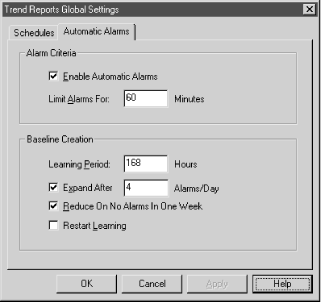 Trend Reports Global Settings
Schedules Automatic Alarms
Alarm Criteria
Enable Automatic Alarms
Limit Alarms For: 60 Minutes
Baseline Creation
Learning Period: 168 Hours
Expand After 4 Alarms/Day
Reduce On No Alarms In One Week
Restart Learning
OK Cancel Apply Help